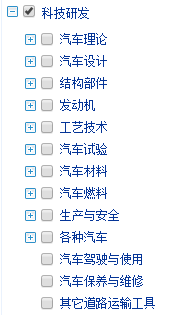 科技研发
汽车理论
汽车设计
结构部件
发动机
工艺技术
汽车试验
汽车材料
汽车燃料
生产与安全
各种汽车
汽车驾驶与使用
汽车保养与维修
其它道路运输工具